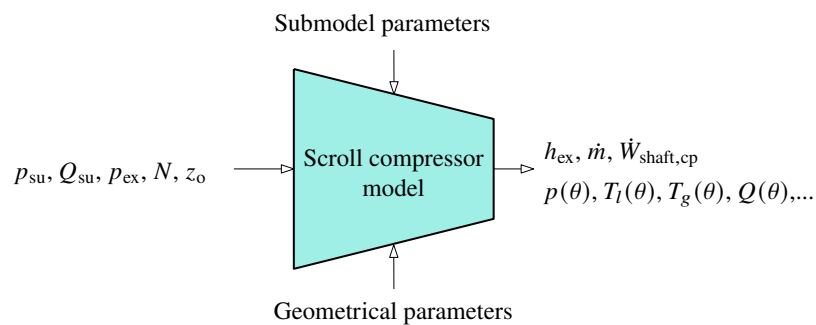 Submodel parameters
p_su, Q_su, p_ex, N, z_o
Scroll compressor
model
h_ex, ṁ, Ẇ_shaft,cp
p(θ), T_l(θ), T_g(θ), Q(θ),...
Geometrical parameters